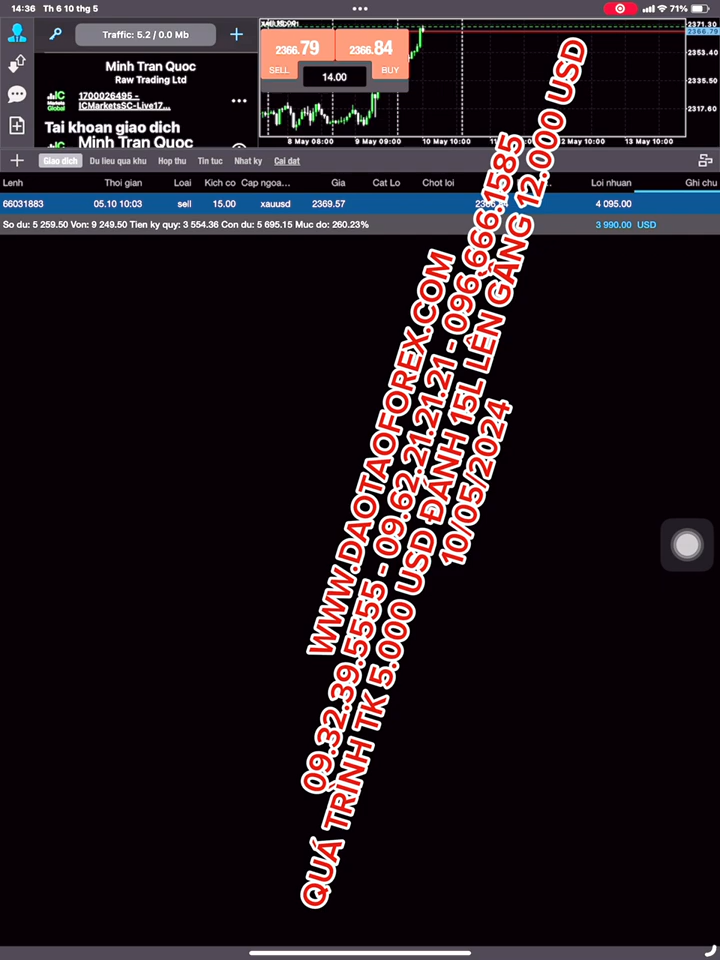 14:36 Th 6 10 thg 5
71%
Traffic: 5.2 / 0.0 Mb
Minh Tran Quoc
Raw Trading Ltd
IC Markets Global
1700026495 -
ICMarketsSC-Live17...
Tai khoan giao dich
Minh Tran Quoc
2366.79
2366.84
SELL
14.00
BUY
2371.30
2366.79
2353.40
2335.50
2317.60
8 May 08:00
9 May 09:00
10 May 10:00
12 May 10:00
13 May 10:00
Giao dich
Du lieu qua khu
Hop thu
Tin tuc
Nhat ky
Cai dat
Lenh Thoi gian Loai Kich co Cap ngoa... Gia Cat Lo Chot loi Loi nhuan Ghi chu
66031883 05.10 10:03 sell 15.00 xauusd 2369.57 4 095.00
So du: 5 259.50 Von: 9 249.50 Tien ky quy: 3 554.36 Con du: 5 695.15 Muc do: 260.23% 3 990.00 USD
WWW.DAOTAOFOREX.COM
09.32.39.5555 - 09.62.21.21.21 - 096.666.1585
QUÁ TRÌNH TK 5.000 USD ĐÁNH 15L LÊN GẦNG 12.000 USD
10/05/2024